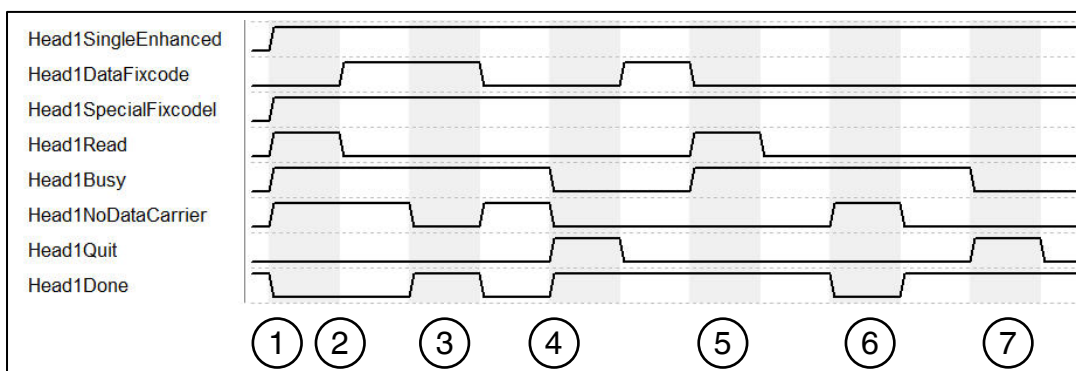 Head1SingleEnhanced
Head1DataFixcode
Head1SpecialFixcodel
Head1Read
Head1Busy
Head1NoDataCarrier
Head1Quit
Head1Done
1 2 3 4 5 6 7